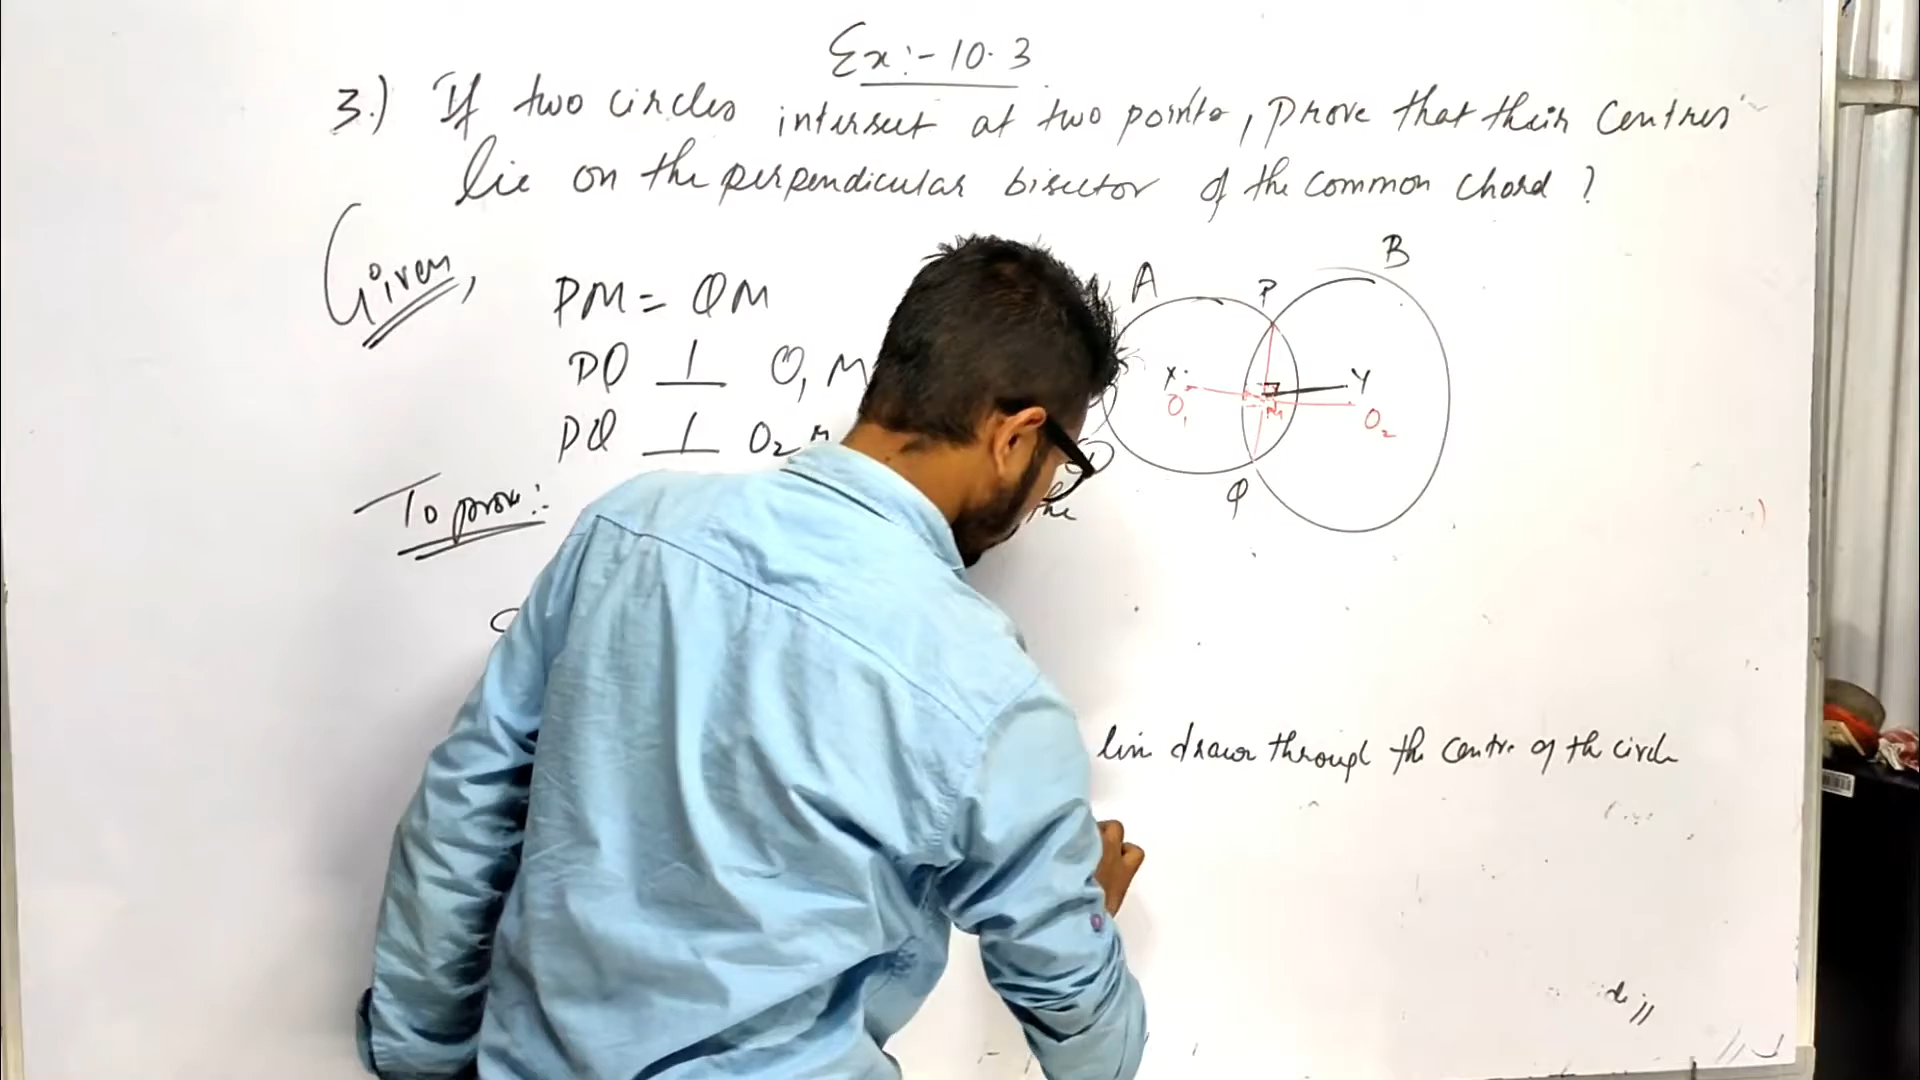 Ex:- 10.3
3.) If two circles intersect at two points, prove that their centres
lie on the perpendicular bisector of the common chord ?
Given,
PM = QM
PQ ⊥ O₁M
PQ ⊥ O₂M
To prove:-
the
A
B
P
X
Y
O₁
M
O₂
Q
line drawn through the centre of the circle